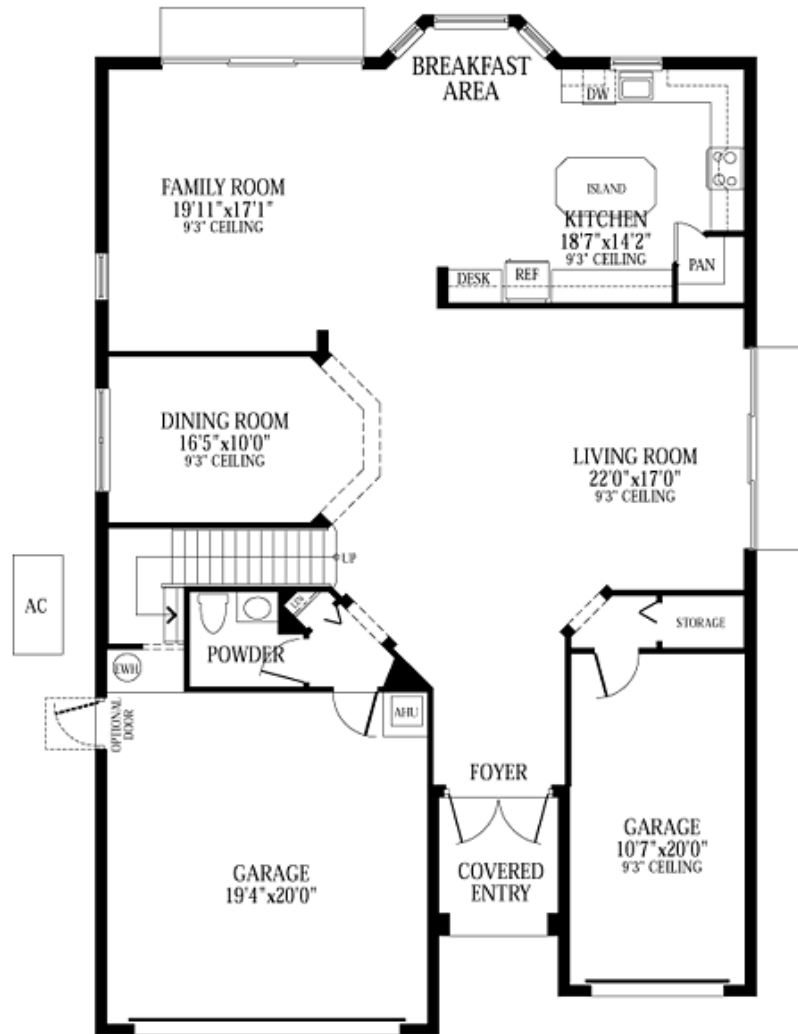 BREAKFAST
AREA
DW
FAMILY ROOM
19'11"x17'1"
9'3" CEILING
ISLAND
KITCHEN
18'7"x14'2"
9'3" CEILING
PAN
DESK
REF
DINING ROOM
16'5"x10'0"
9'3" CEILING
LIVING ROOM
22'0"x17'0"
9'3" CEILING
UP
AC
LIN
STORAGE
POWDER
EWH
AHU
OPTIONAL
DOOR
FOYER
GARAGE
10'7"x20'0"
9'3" CEILING
COVERED
ENTRY
GARAGE
19'4"x20'0"